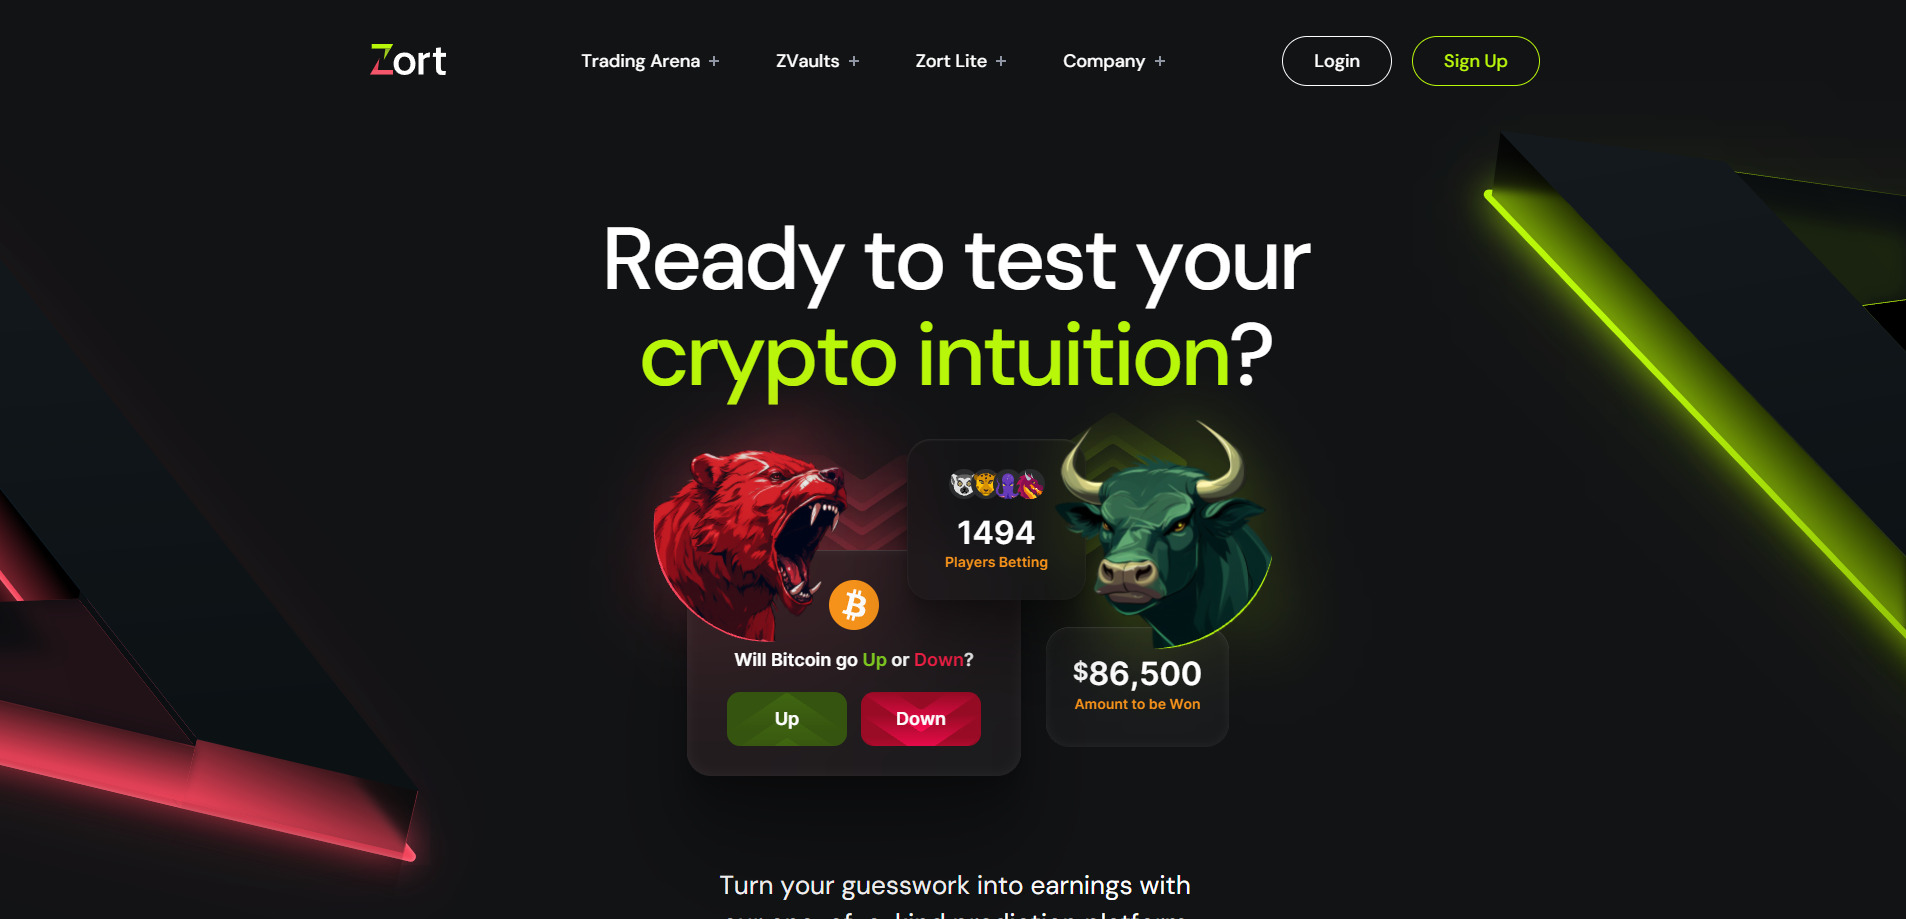 Zort
Trading Arena +
ZVaults +
Zort Lite +
Company +
Login
Sign Up
Ready to test your
crypto intuition?
1494
Players Betting
Will Bitcoin go Up or Down?
Up
Down
$86,500
Amount to be Won
Turn your guesswork into earnings with